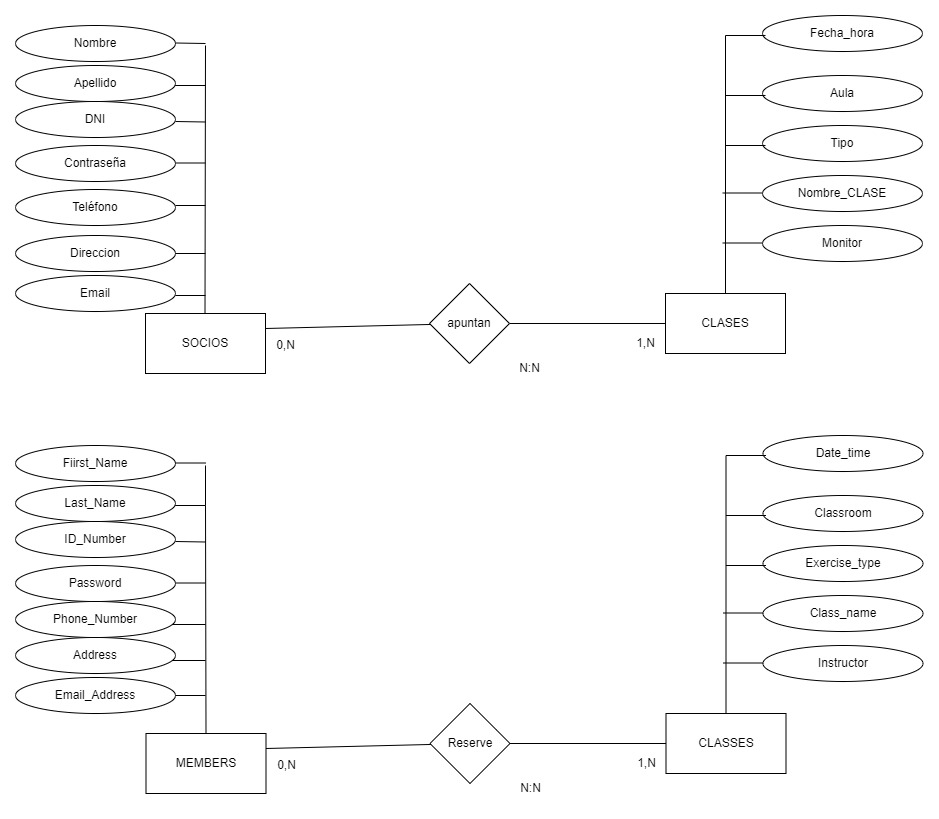 Nombre
Apellido
DNI
Contraseña
Teléfono
Direccion
Email
SOCIOS
0,N
apuntan
N:N
1,N
Fecha_hora
Aula
Tipo
Nombre_CLASE
Monitor
CLASES
Fiirst_Name
Last_Name
ID_Number
Password
Phone_Number
Address
Email_Address
MEMBERS
0,N
Reserve
N:N
1,N
Date_time
Classroom
Exercise_type
Class_name
Instructor
CLASSES